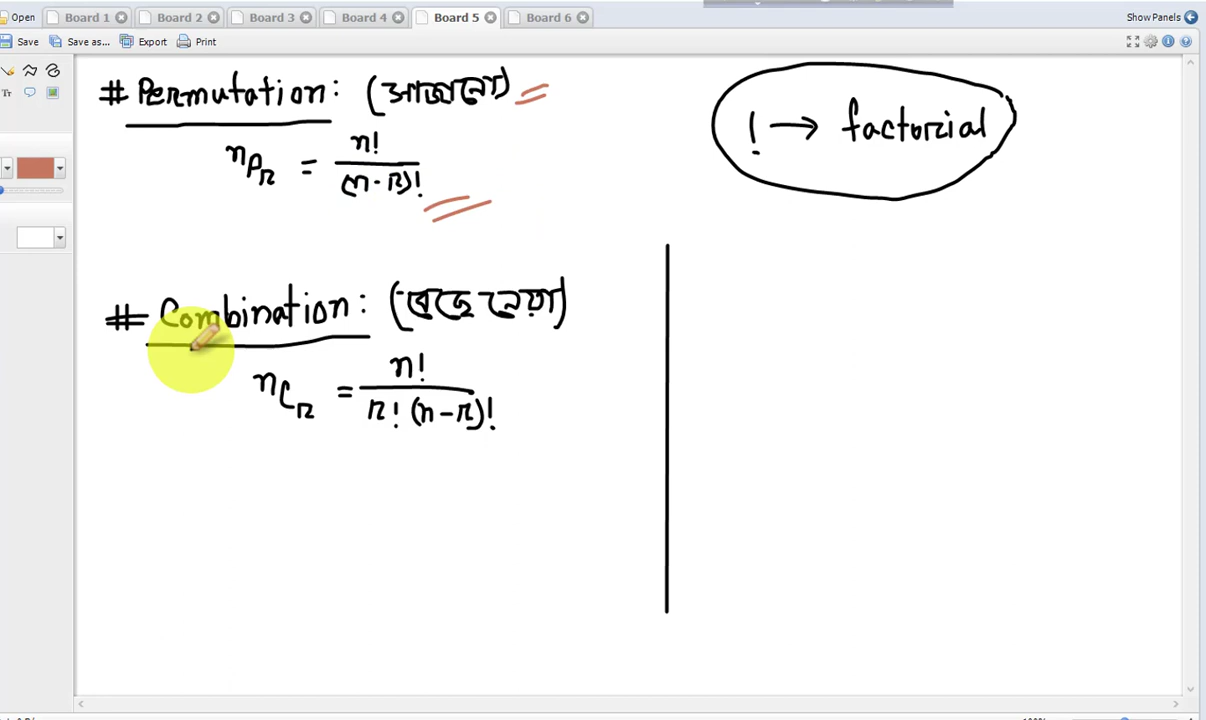 Open Board 1 Board 2 Board 3 Board 4 Board 5 Board 6 Show Panels
Save Save as... Export Print
# Permutation: (সাজানো)
! → factorial
nPr = n! / (n-r)!
Tr
# Combination: (বেছে নেয়া)
nCr = n! / r! (n-r)!